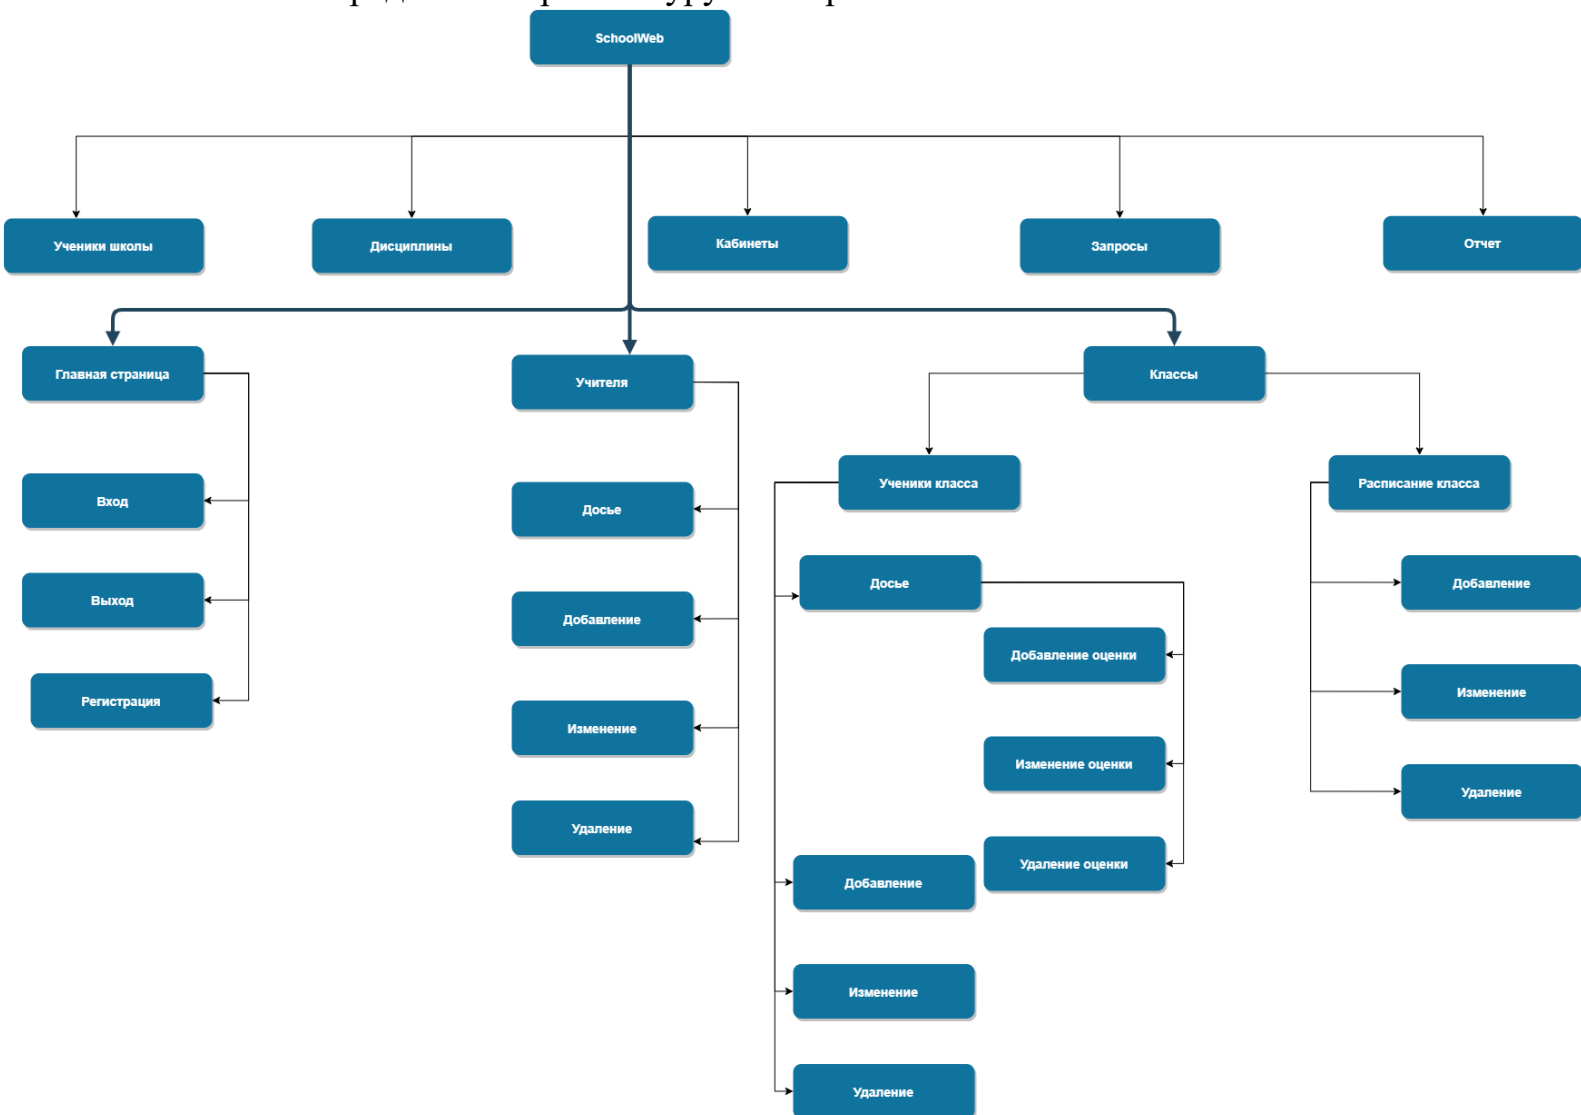 SchoolWeb
Ученики школы
Дисциплины
Кабинеты
Запросы
Отчет
Главная страница
Учителя
Классы
Вход
Выход
Регистрация
Досье
Добавление
Изменение
Удаление
Ученики класса
Досье
Добавление оценки
Изменение оценки
Удаление оценки
Добавление
Изменение
Удаление
Расписание класса
Добавление
Изменение
Удаление